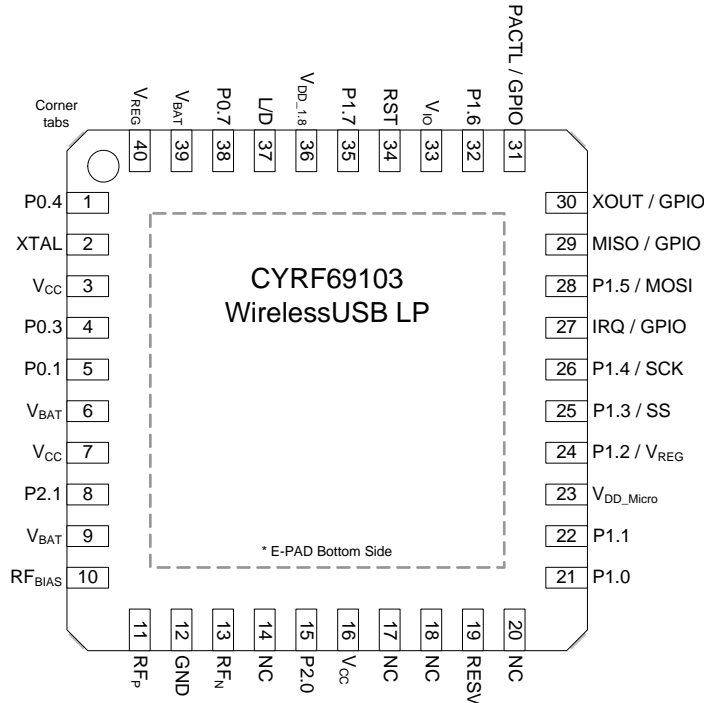 PACTL / GPIO
P1.6
VIO
RST
P1.7
VDD_1.8
L/D
P0.7
VBAT
VREG
Corner
tabs
40 39 38 37 36 35 34 33 32 31
P0.4 1
XTAL 2
VCC 3
P0.3 4
P0.1 5
VBAT 6
VCC 7
P2.1 8
VBAT 9
RFBIAS 10
CYRF69103
WirelessUSB LP
* E-PAD Bottom Side
30 XOUT / GPIO
29 MISO / GPIO
28 P1.5 / MOSI
27 IRQ / GPIO
26 P1.4 / SCK
25 P1.3 / SS
24 P1.2 / VREG
23 VDD_Micro
22 P1.1
21 P1.0
11 12 13 14 15 16 17 18 19 20
RFP
GND
RFN
NC
P2.0
VCC
NC
NC
RESV
NC